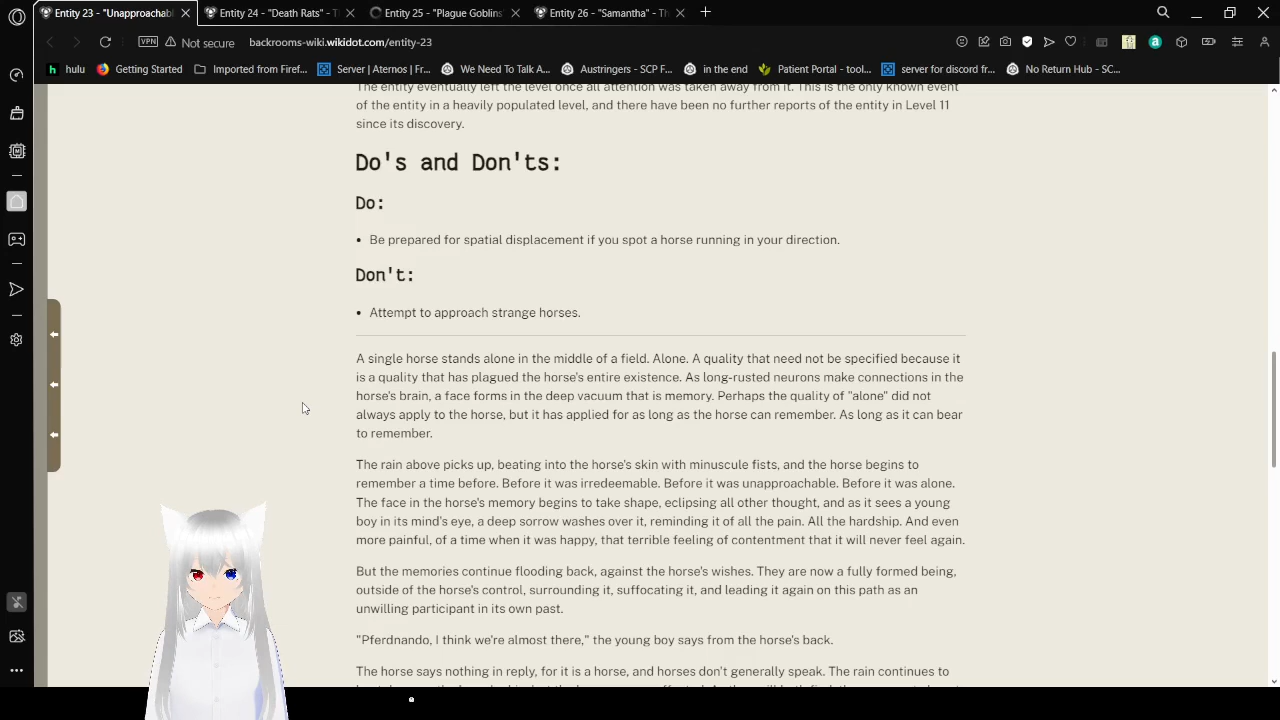 Entity 23 - "Unapproachabl
Entity 24 - "Death Rats" - T
Entity 25 - "Plague Goblins"
Entity 26 - "Samantha" - Th
VPN
Not secure
backrooms-wiki.wikidot.com/entity-23
hulu
Getting Started
Imported from Firef...
Server | Aternos | Fr...
We Need To Talk A...
Austringers - SCP F...
in the end
Patient Portal - tool...
server for discord fr...
No Return Hub - SC...
The entity eventually left the level once all attention was taken away from it. This is the only known event
of the entity in a heavily populated level, and there have been no further reports of the entity in Level 11
since its discovery.
Do's and Don'ts:
Do:
• Be prepared for spatial displacement if you spot a horse running in your direction.
Don't:
• Attempt to approach strange horses.
A single horse stands alone in the middle of a field. Alone. A quality that need not be specified because it
is a quality that has plagued the horse's entire existence. As long-rusted neurons make connections in the
horse's brain, a face forms in the deep vacuum that is memory. Perhaps the quality of "alone" did not
always apply to the horse, but it has applied for as long as the horse can remember. As long as it can bear
to remember.
The rain above picks up, beating into the horse's skin with minuscule fists, and the horse begins to
remember a time before. Before it was irredeemable. Before it was unapproachable. Before it was alone.
The face in the horse's memory begins to take shape, eclipsing all other thought, and as it sees a young
boy in its mind's eye, a deep sorrow washes over it, reminding it of all the pain. All the hardship. And even
more painful, of a time when it was happy, that terrible feeling of contentment that it will never feel again.
But the memories continue flooding back, against the horse's wishes. They are now a fully formed being,
outside of the horse's control, surrounding it, suffocating it, and leading it again on this path as an
unwilling participant in its own past.
"Pferdnando, I think we're almost there," the young boy says from the horse's back.
The horse says nothing in reply, for it is a horse, and horses don't generally speak. The rain continues to